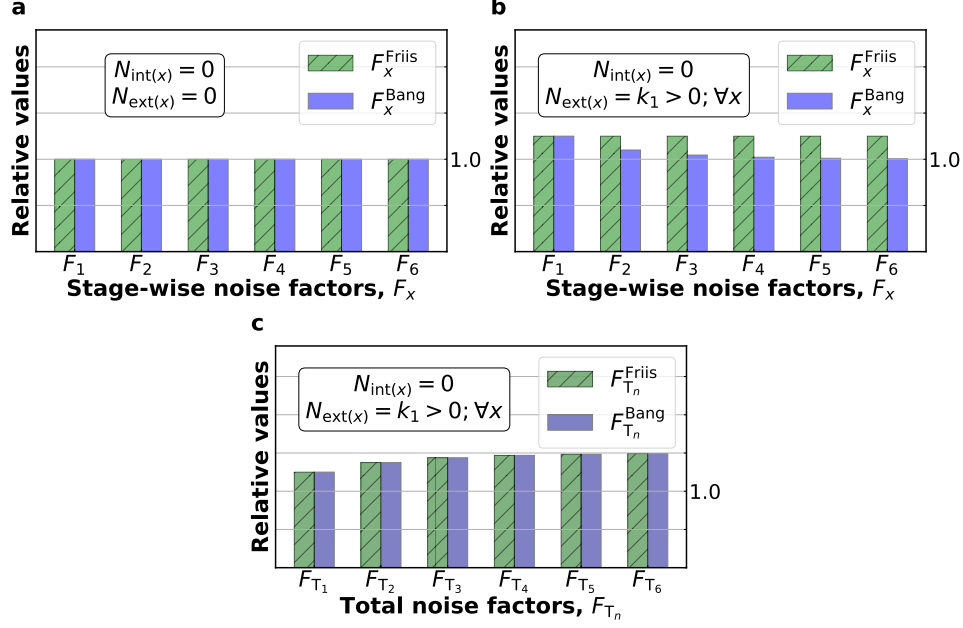 a
N_int(x) = 0
N_ext(x) = 0
F_x^Friis
F_x^Bang
Relative values
1.0
F_1 F_2 F_3 F_4 F_5 F_6
Stage-wise noise factors, F_x
b
N_int(x) = 0
N_ext(x) = k_1 > 0; ∀x
F_x^Friis
F_x^Bang
Relative values
1.0
F_1 F_2 F_3 F_4 F_5 F_6
Stage-wise noise factors, F_x
c
N_int(x) = 0
N_ext(x) = k_1 > 0; ∀x
F_T_n^Friis
F_T_n^Bang
Relative values
1.0
F_T_1 F_T_2 F_T_3 F_T_4 F_T_5 F_T_6
Total noise factors, F_T_n